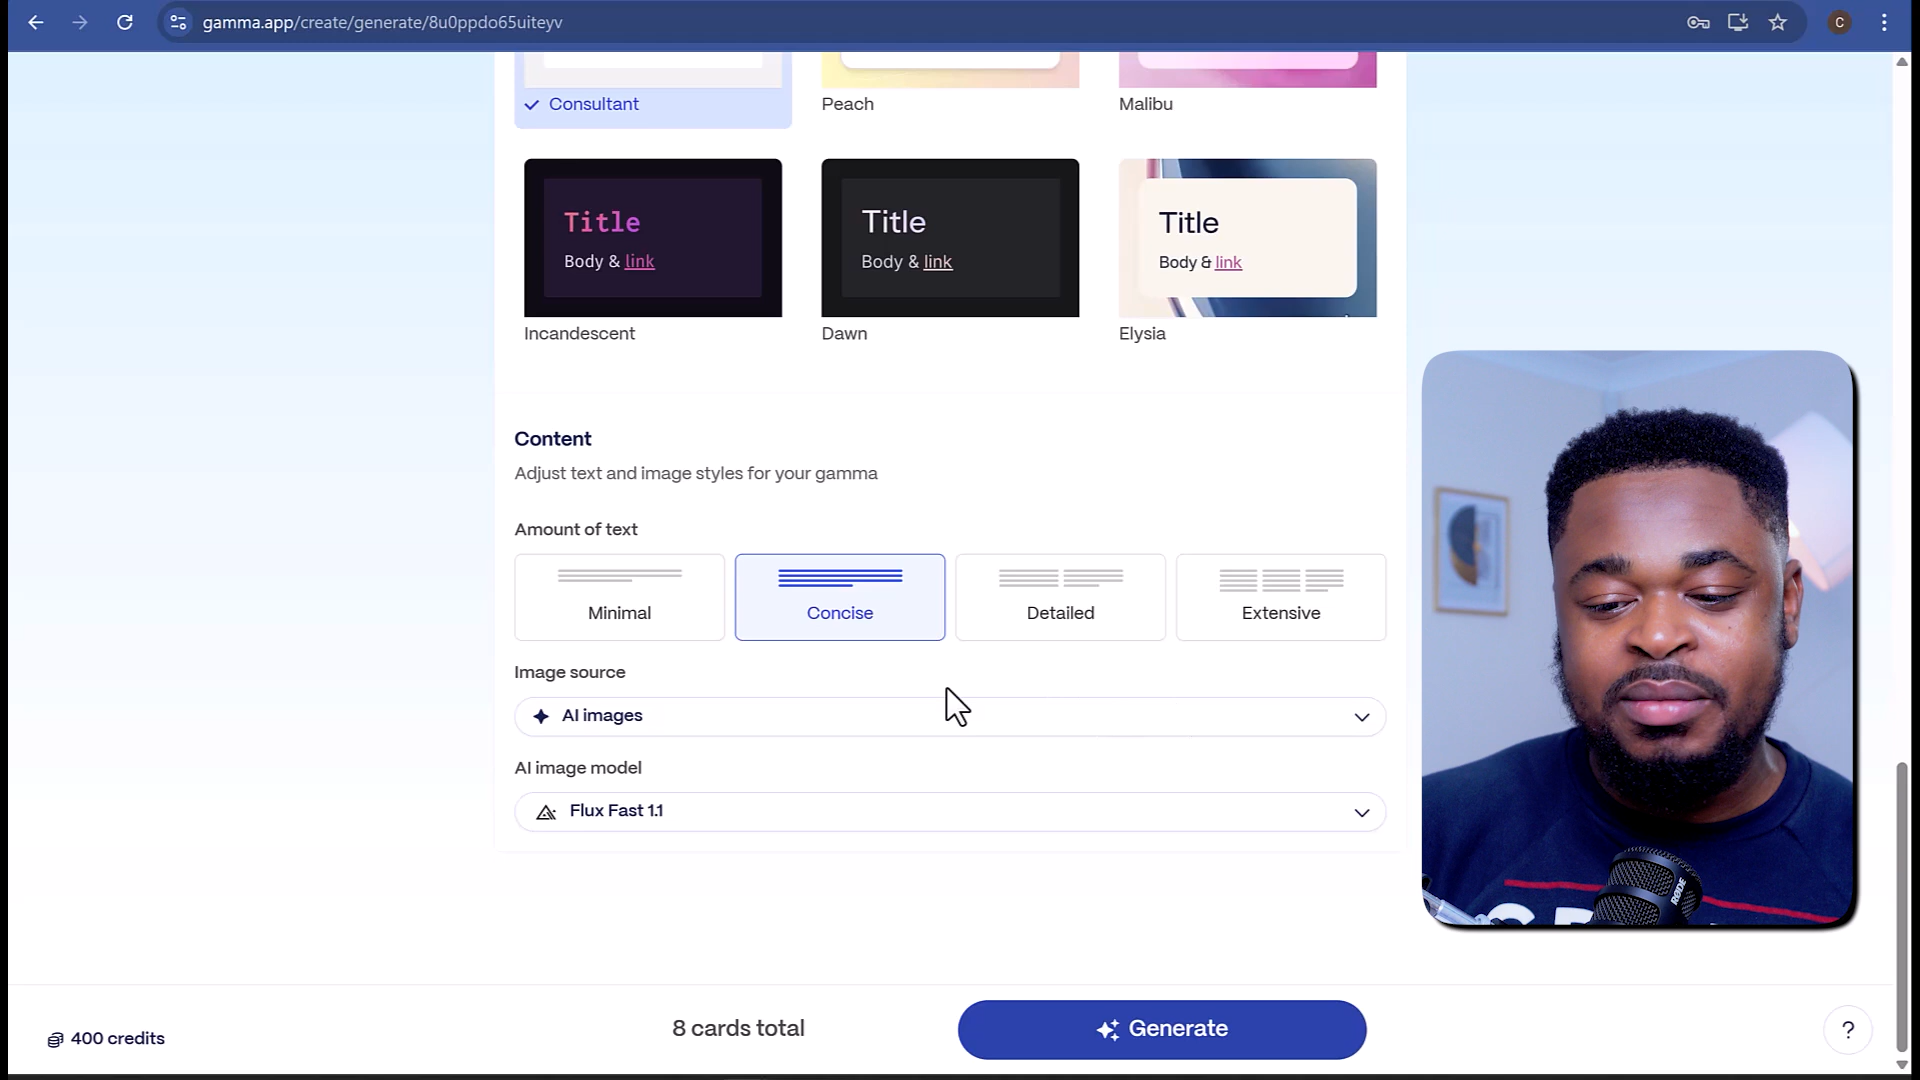 gamma.app/create/generate/8u0ppdo65uiteyv
C
Consultant
Peach
Malibu
Title
Body & link
Incandescent
Title
Body & link
Dawn
Title
Body & link
Elysia
Content
Adjust text and image styles for your gamma
Amount of text
Minimal
Concise
Detailed
Extensive
Image source
AI images
AI image model
Flux Fast 1.1
RØDE
400 credits
8 cards total
Generate
?